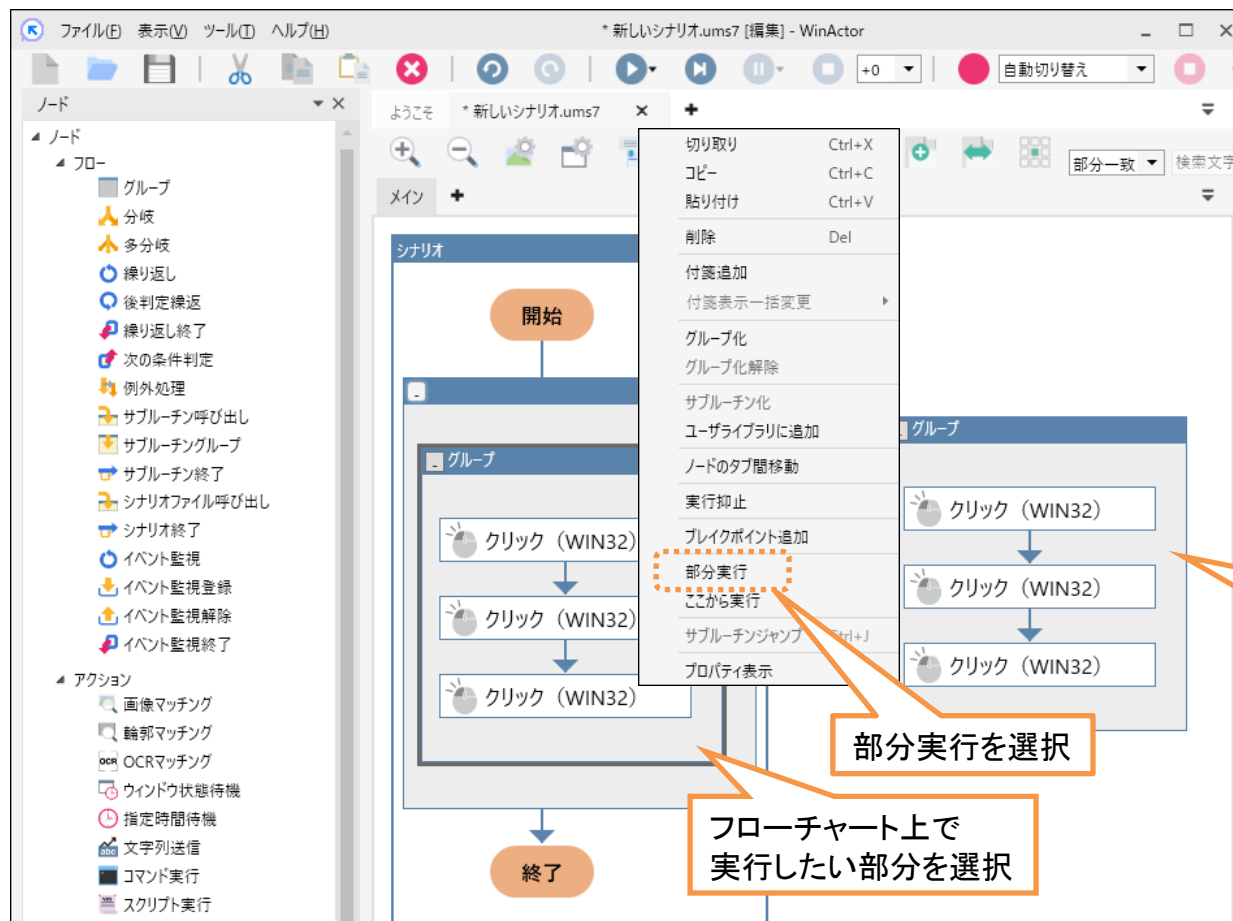 ファイル(F) 表示(V) ツール(T) ヘルプ(H)
* 新しいシナリオ.ums7 [編集] - WinActor
+0
自動切り替え
ノード
ノード
フロー
グループ
分岐
多分岐
繰り返し
後判定繰返
繰り返し終了
次の条件判定
例外処理
サブルーチン呼び出し
サブルーチングループ
サブルーチン終了
シナリオファイル呼び出し
シナリオ終了
イベント監視
イベント監視登録
イベント監視解除
イベント監視終了
アクション
画像マッチング
輪郭マッチング
OCR OCRマッチング
ウィンドウ状態待機
指定時間待機
abc 文字列送信
コマンド実行
スクリプト実行
ようこそ * 新しいシナリオ.ums7
部分一致 検索文字
メイン
シナリオ
開始
グループ
クリック（WIN32）
クリック（WIN32）
クリック（WIN32）
終了
切り取り Ctrl+X
コピー Ctrl+C
貼り付け Ctrl+V
削除 Del
付箋追加
付箋表示一括変更
グループ化
グループ化解除
サブルーチン化
ユーザライブラリに追加
ノードのタブ間移動
実行抑止
ブレイクポイント追加
部分実行
ここから実行
サブルーチンジャンプ Ctrl+J
プロパティ表示
グループ
クリック（WIN32）
クリック（WIN32）
クリック（WIN32）
部分実行を選択
フローチャート上で
実行したい部分を選択